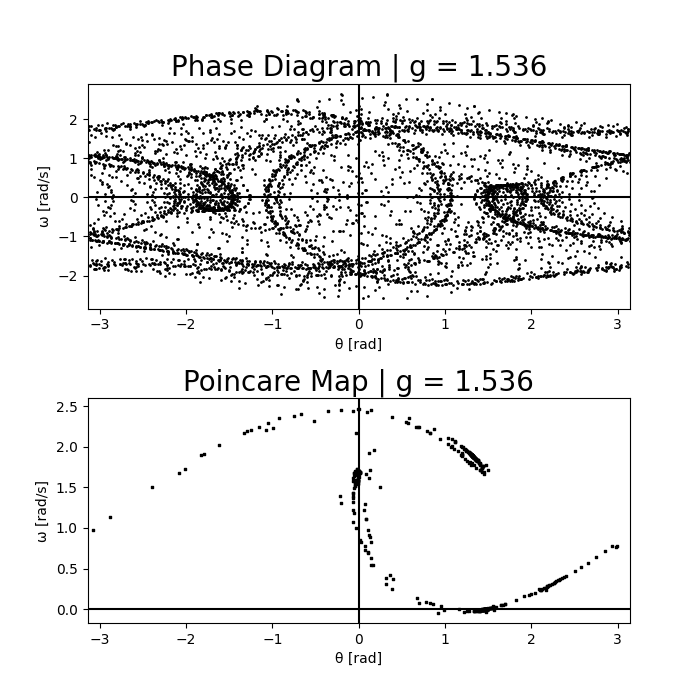 Phase Diagram | g = 1.536
2
1
0
−1
−2
ω [rad/s]
−3 −2 −1 0 1 2 3
θ [rad]
Poincare Map | g = 1.536
2.5
2.0
1.5
1.0
0.5
0.0
ω [rad/s]
−3 −2 −1 0 1 2 3
θ [rad]